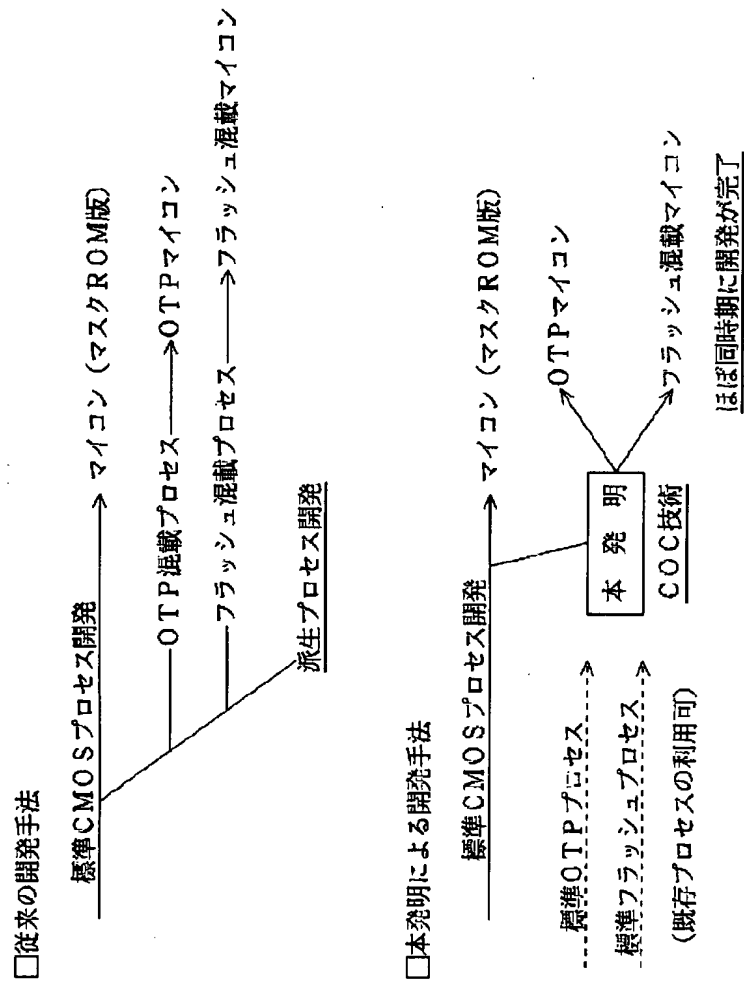 □従来の開発手法
標準CMOSプロセス開発
マイコン(マスクROM版)
OTP混載プロセス
OTPマイコン
フラッシュ混載プロセス
フラッシュ混載マイコン
派生プロセス開発
□本発明による開発手法
標準CMOSプロセス開発
マイコン(マスクROM版)
標準OTPプロセス
標準フラッシュプロセス
(既存プロセスの利用可)
本発明
COC技術
OTPマイコン
フラッシュ混載マイコン
ほぼ同時期に開発が完了